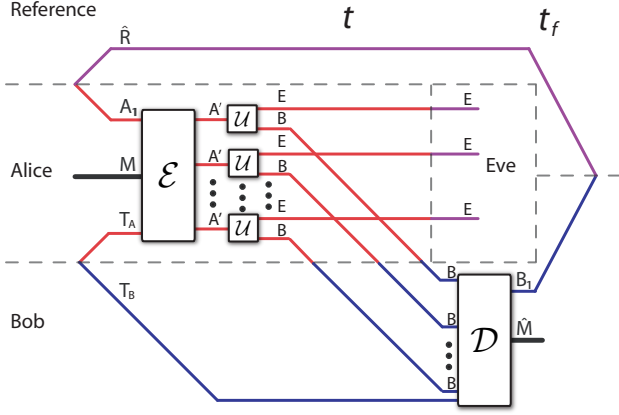 Reference
t
t_f
R̂
A₁
A′
E
E
𝒰
B
M
E
E
Alice
ℰ
A′
𝒰
Eve
B
T_A
A′
E
E
𝒰
B
T_B
B
B₁
Bob
B
𝒟
M̂
B